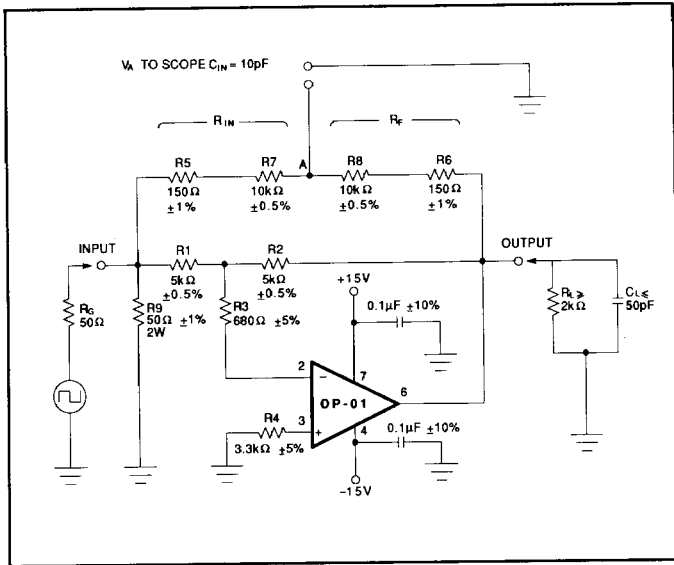 VA TO SCOPE CIN = 10pF
RIN
RF
R5
150Ω
±1%
R7
10kΩ
±0.5%
A
R8
10kΩ
±0.5%
R6
150Ω
±1%
INPUT
R1
5kΩ
±0.5%
R2
5kΩ
±0.5%
OUTPUT
RG
50Ω
R9
50Ω ±1%
2W
R3
680Ω ±5%
+15V
0.1µF ±10%
RL ≥
2kΩ
CL ≤
50pF
2
−
7
OP-01
6
3
+
4
R4
3.3kΩ ±5%
0.1µF ±10%
−15V